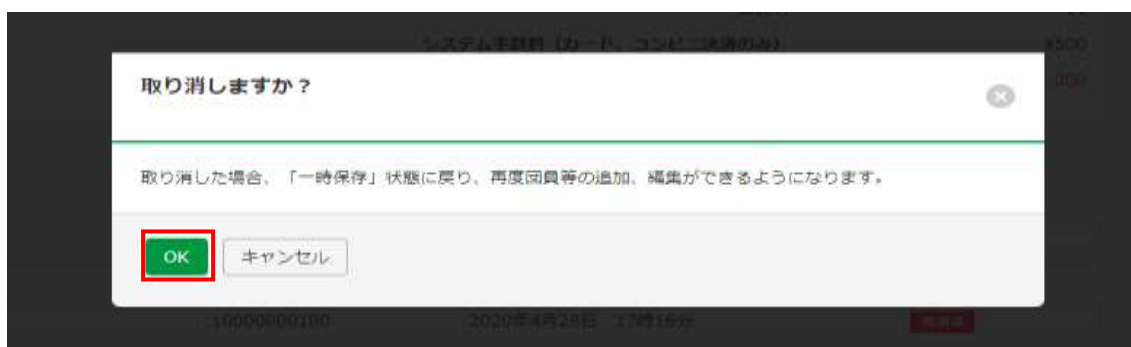 システム手数料（カード、コンビニ決済のみ）
¥500
取り消しますか？
取り消した場合、「一時保存」状態に戻り、再度団員等の追加、編集ができるようになります。
OK キャンセル
10000000100 2020年4月28日 17時16分